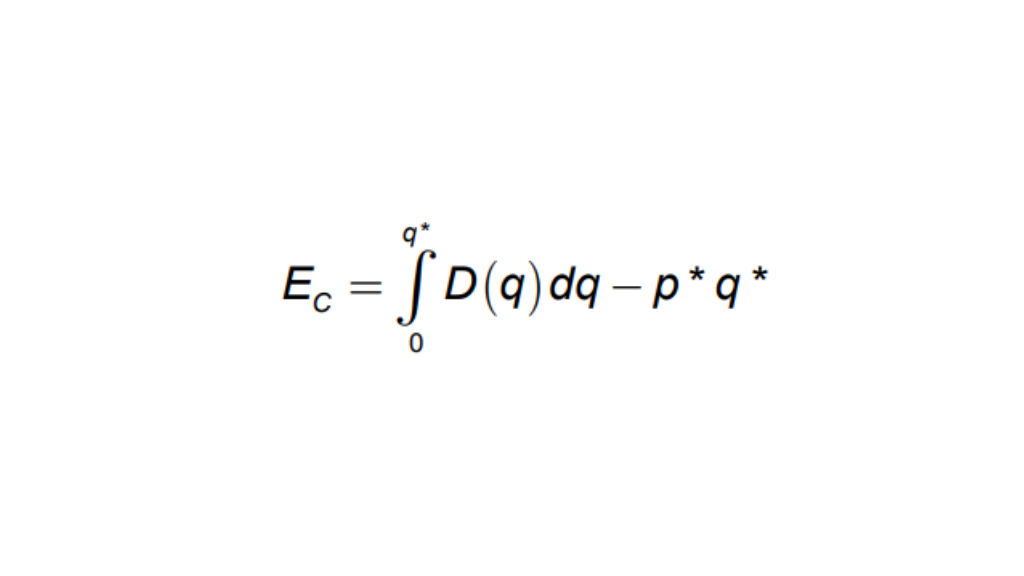 E_C = ∫_0^{q*} D(q)dq – p*q*